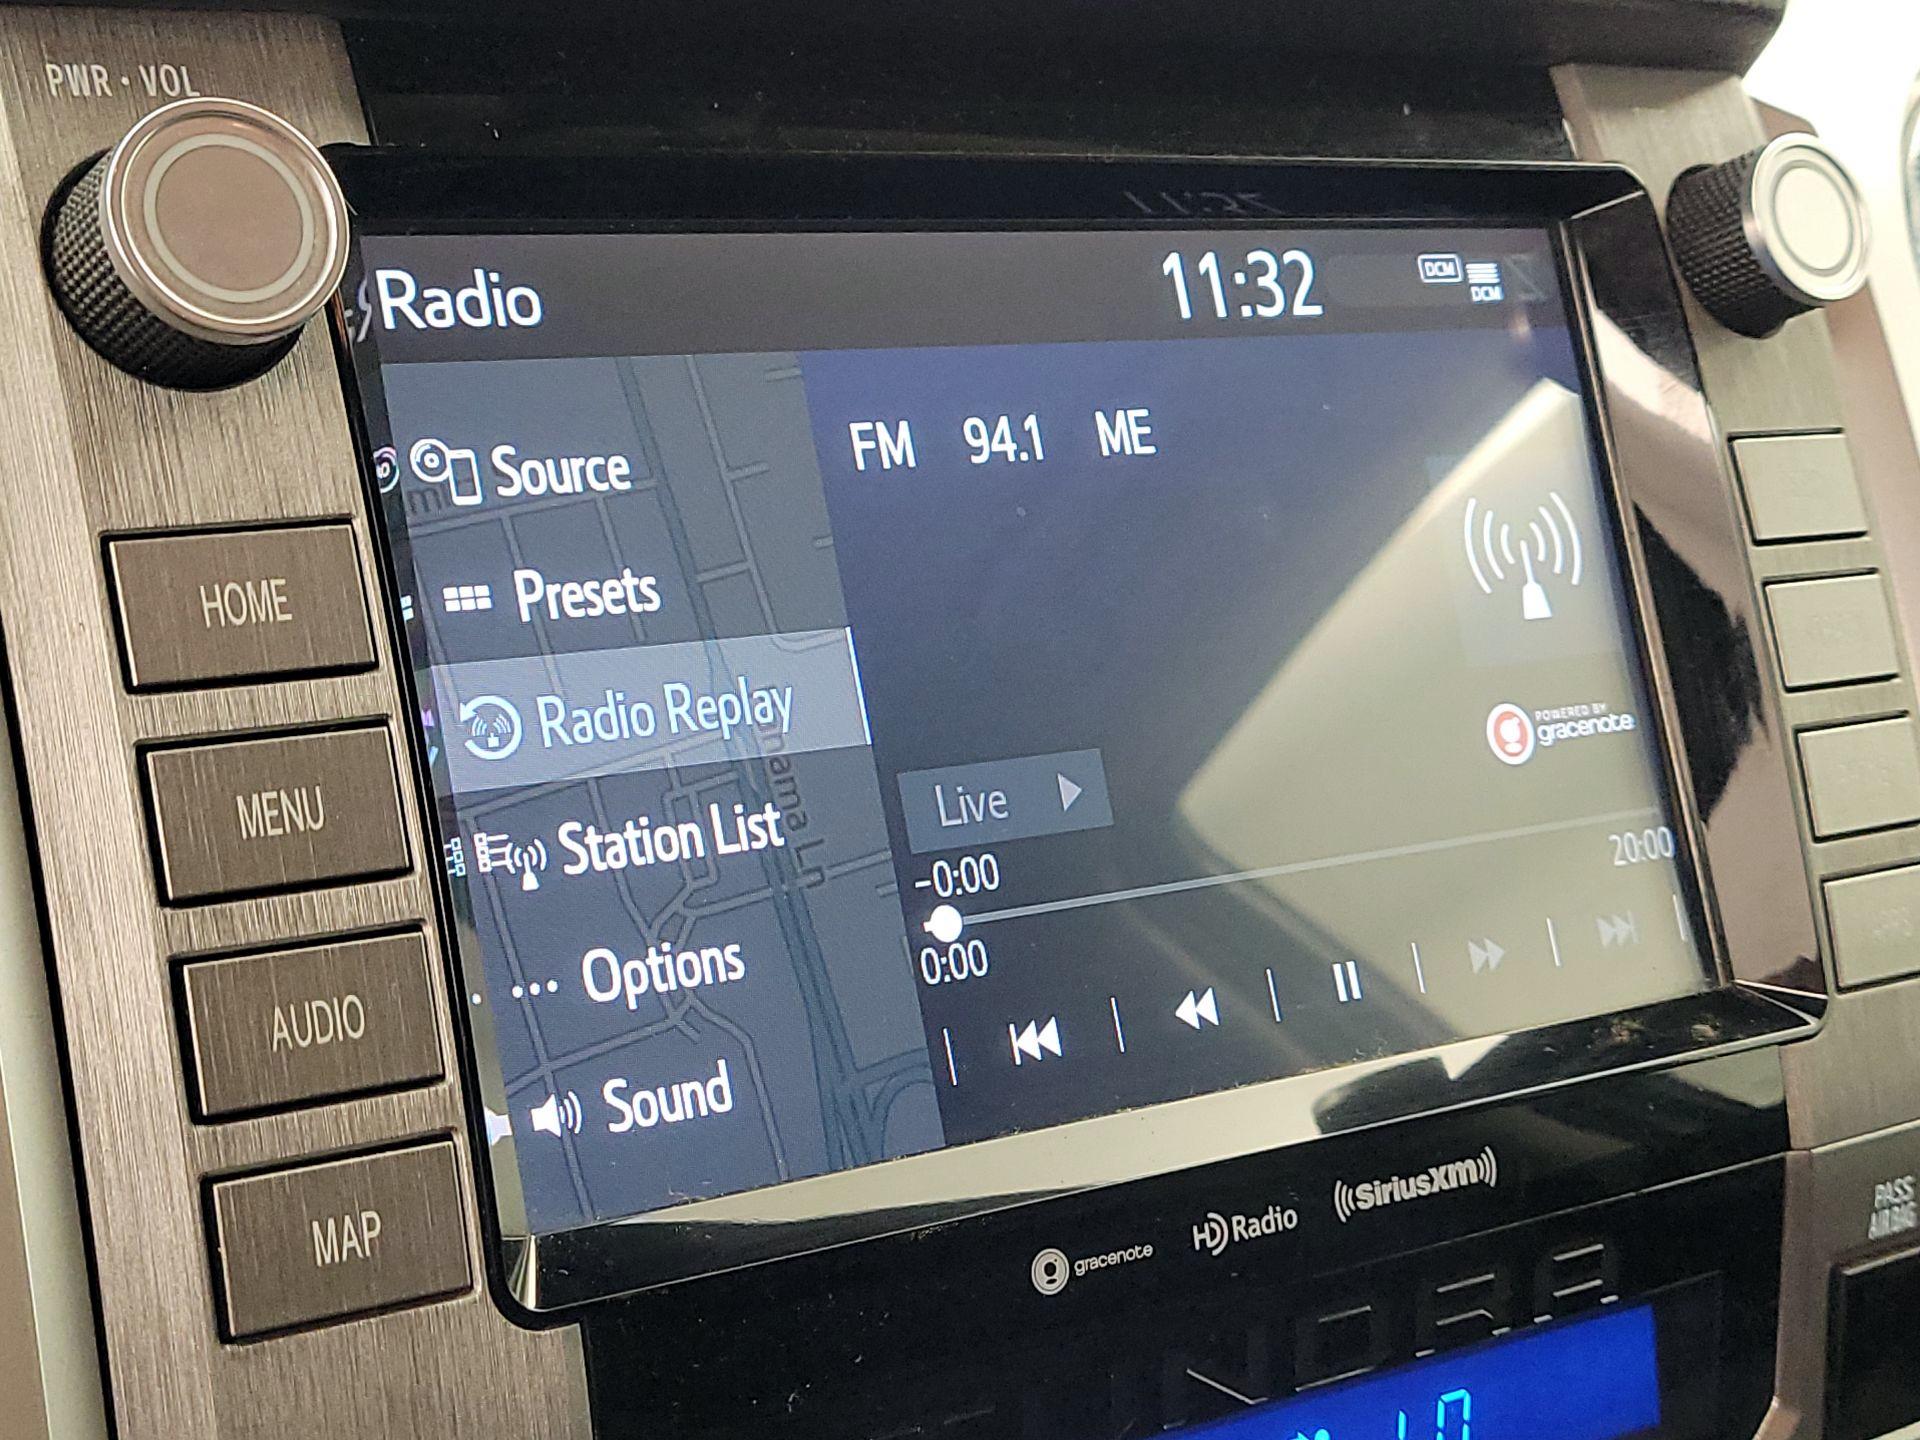 PWR • VOL
Radio
11:32
DCM
DCM
Source
FM 94.1 ME
Presets
HOME
Radio Replay
POWERED BY
gracenote
Live
MENU
Station List
-0:00
20:00
0:00
Options
AUDIO
Sound
MAP
gracenote
HD Radio
SiriusXM
PASS
AIRBAG